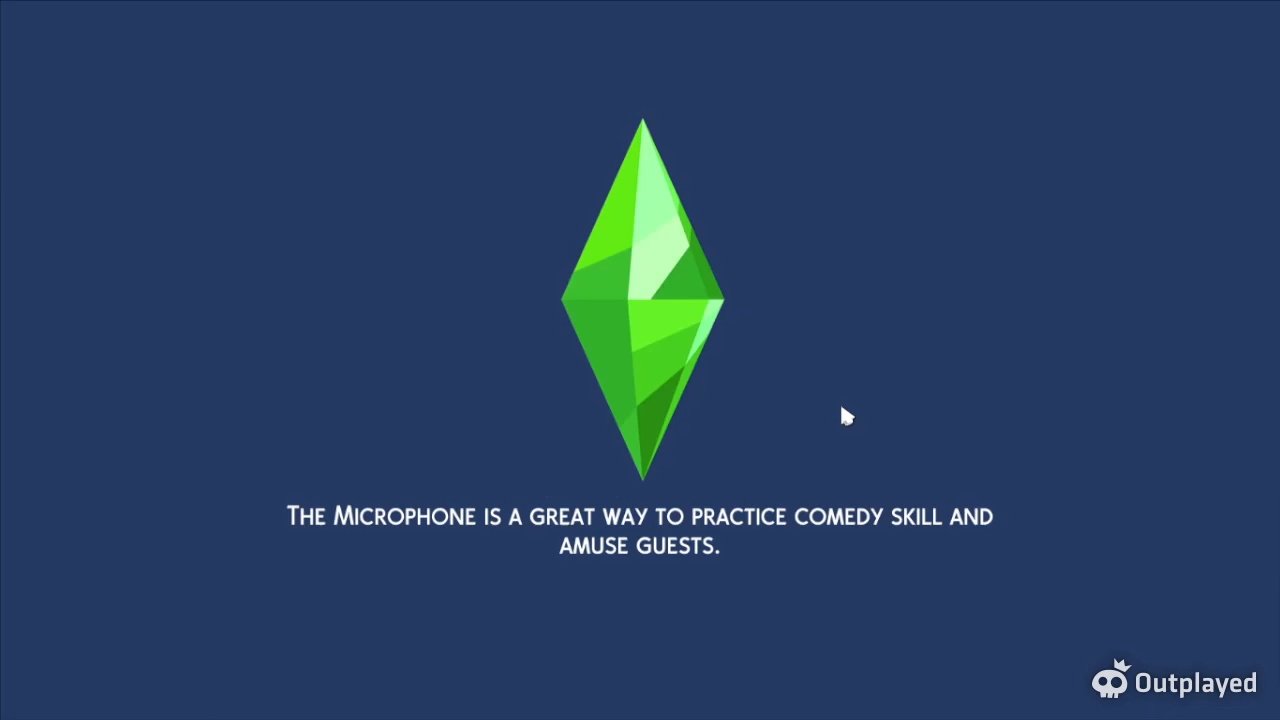 The Microphone is a great way to practice comedy skill and
amuse guests.
Outplayed